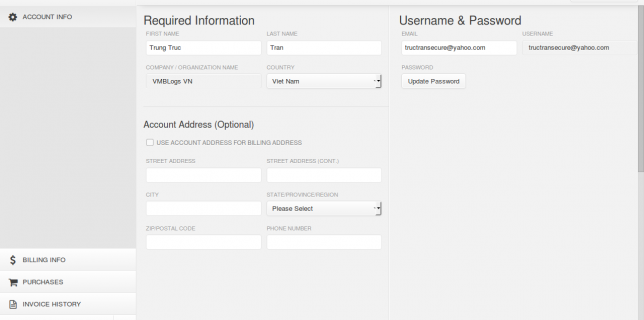 ACCOUNT INFO
BILLING INFO
PURCHASES
INVOICE HISTORY
Required Information
FIRST NAME LAST NAME
Trung Truc Tran
COMPANY / ORGANIZATION NAME COUNTRY
VMBLogs VN Viet Nam
Account Address (Optional)
USE ACCOUNT ADDRESS FOR BILLING ADDRESS
STREET ADDRESS STREET ADDRESS (CONT.)
CITY STATE/PROVINCE/REGION
Please Select
ZIP/POSTAL CODE PHONE NUMBER
Username & Password
EMAIL USERNAME
tructransecure@yahoo.com tructransecure@yahoo.com
PASSWORD
Update Password